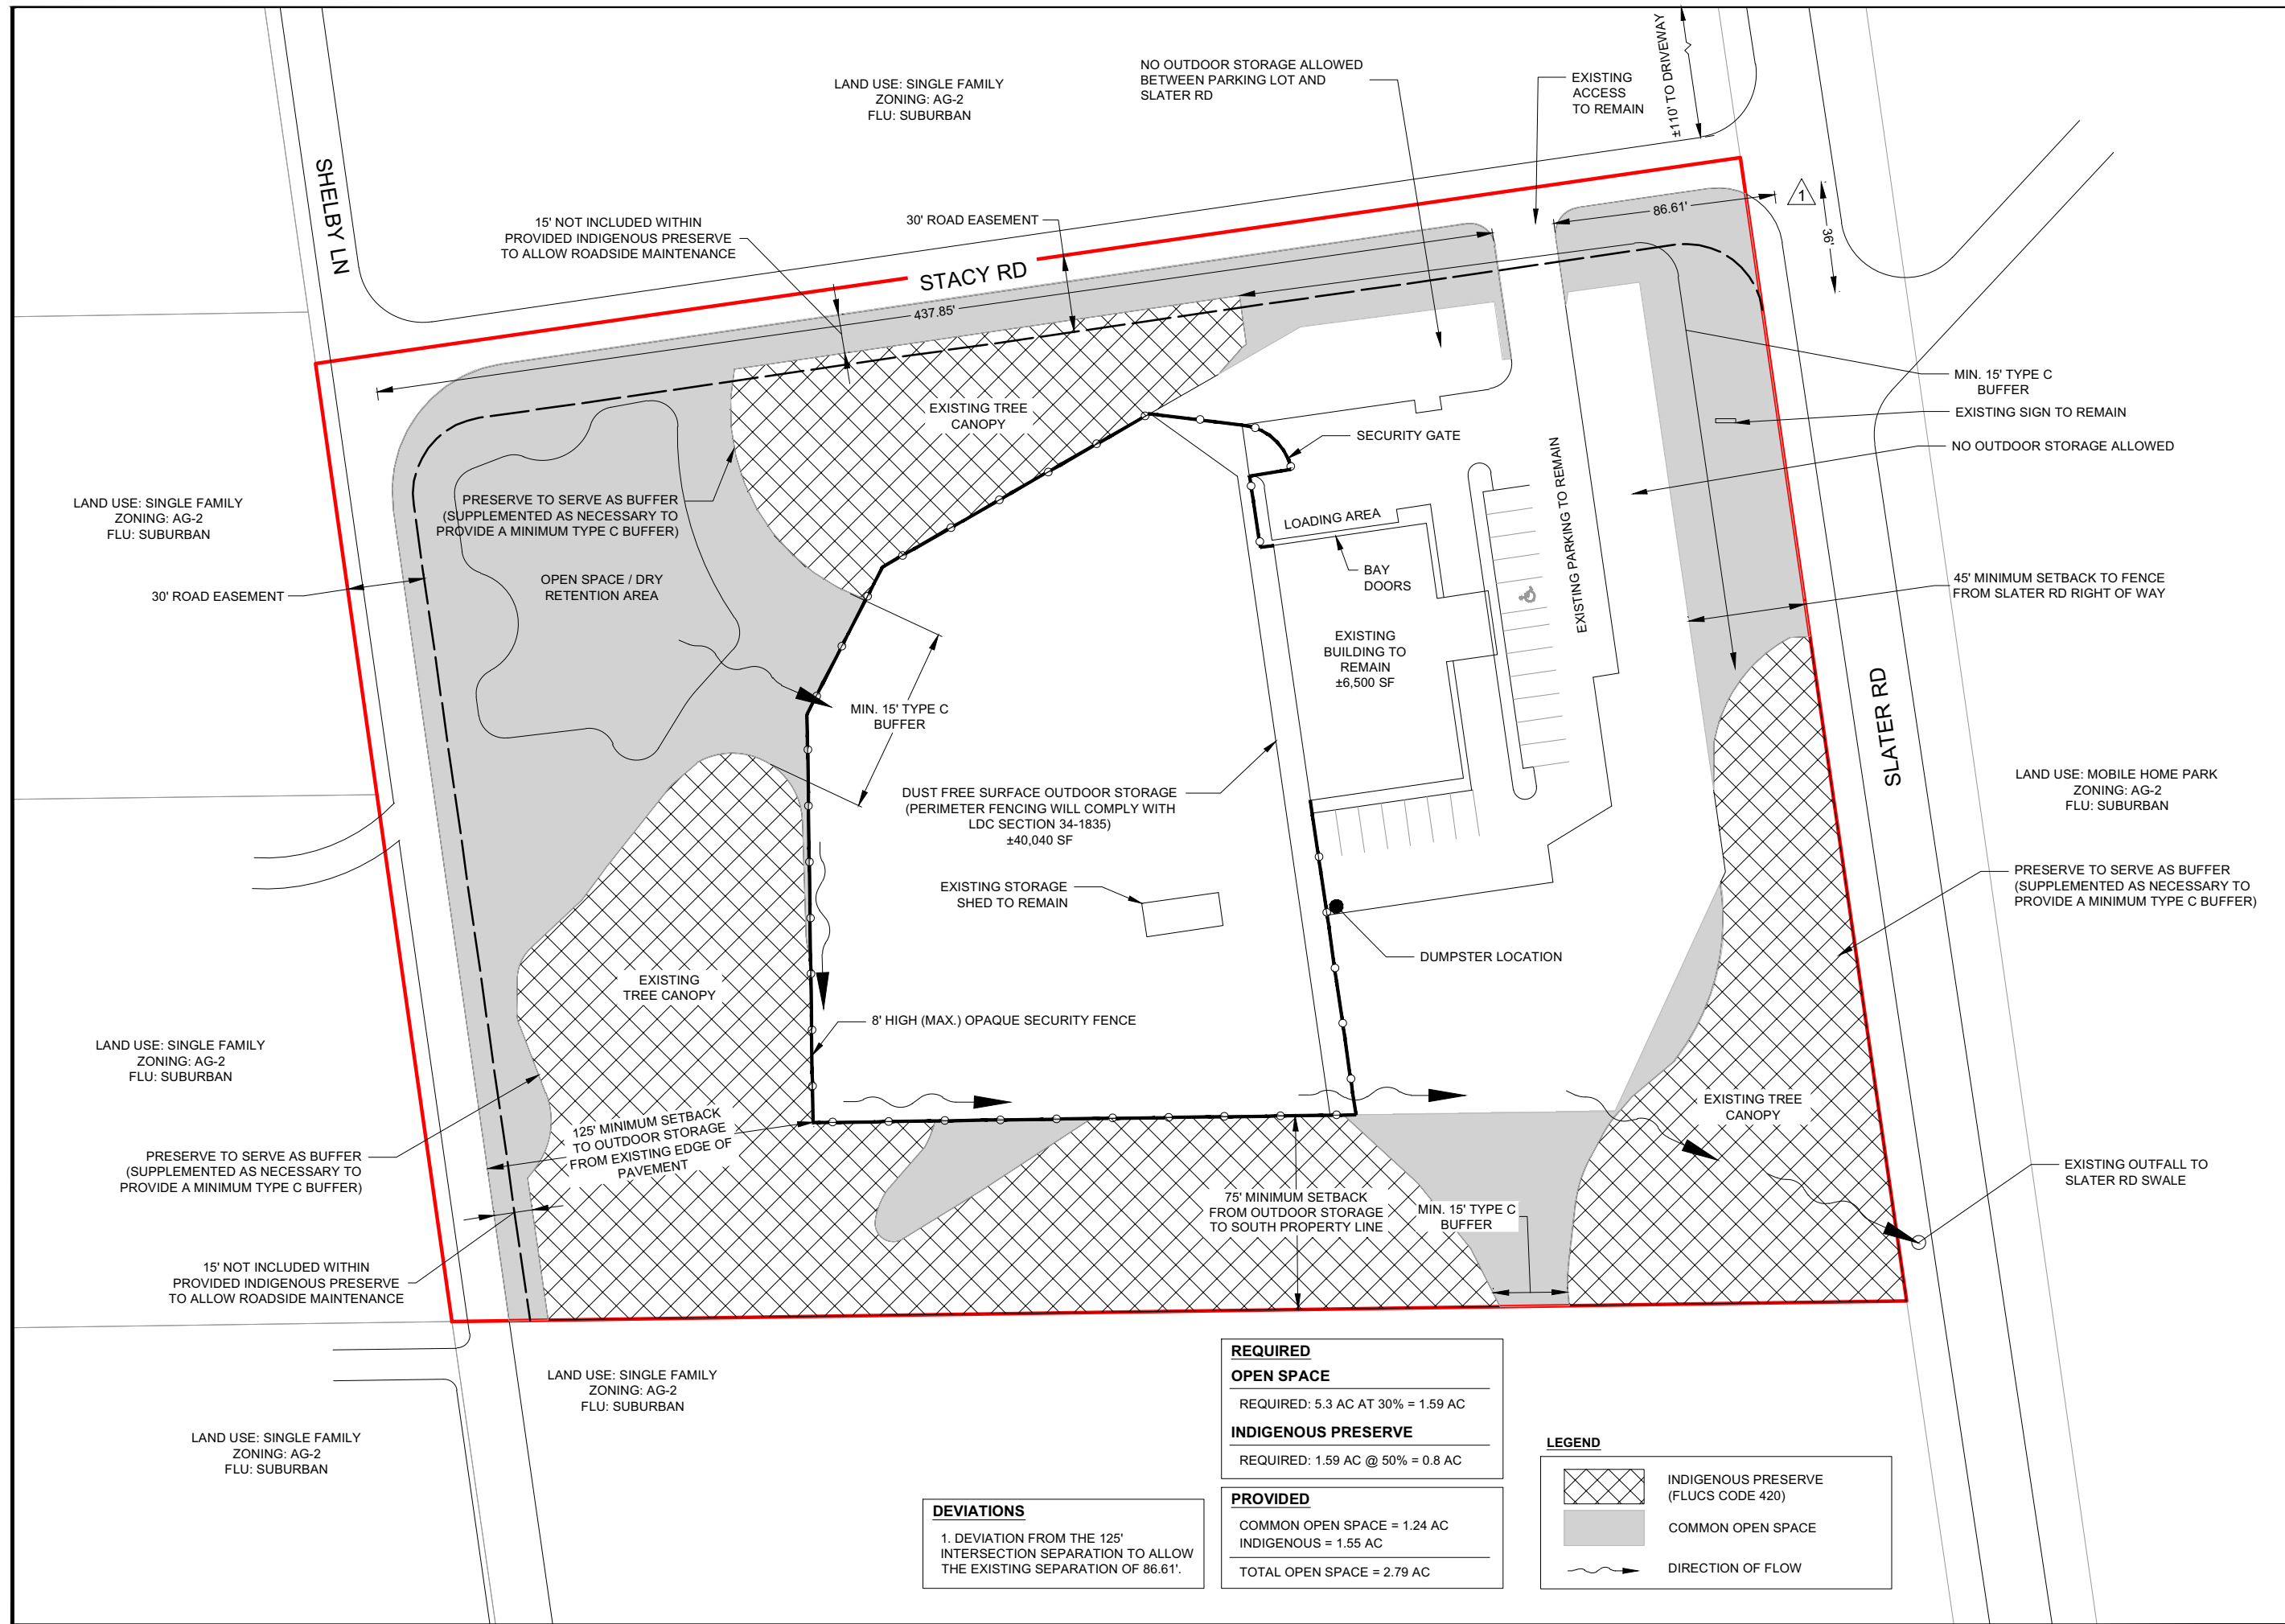 LAND USE: SINGLE FAMILY
ZONING: AG-2
FLU: SUBURBAN
NO OUTDOOR STORAGE ALLOWED
BETWEEN PARKING LOT AND
SLATER RD
EXISTING
ACCESS
TO REMAIN
±110' TO DRIVEWAY
SHELBY LN
15' NOT INCLUDED WITHIN
PROVIDED INDIGENOUS PRESERVE
TO ALLOW ROADSIDE MAINTENANCE
30' ROAD EASEMENT
STACY RD
437.85'
86.61'
1
36'
MIN. 15' TYPE C
BUFFER
EXISTING SIGN TO REMAIN
NO OUTDOOR STORAGE ALLOWED
EXISTING TREE
CANOPY
SECURITY GATE
LAND USE: SINGLE FAMILY
ZONING: AG-2
FLU: SUBURBAN
PRESERVE TO SERVE AS BUFFER
(SUPPLEMENTED AS NECESSARY TO
PROVIDE A MINIMUM TYPE C BUFFER)
LOADING AREA
EXISTING PARKING TO REMAIN
BAY
DOORS
OPEN SPACE / DRY
RETENTION AREA
30' ROAD EASEMENT
45' MINIMUM SETBACK TO FENCE
FROM SLATER RD RIGHT OF WAY
EXISTING
BUILDING TO
REMAIN
±6,500 SF
MIN. 15' TYPE C
BUFFER
SLATER RD
LAND USE: MOBILE HOME PARK
ZONING: AG-2
FLU: SUBURBAN
DUST FREE SURFACE OUTDOOR STORAGE
(PERIMETER FENCING WILL COMPLY WITH
LDC SECTION 34-1835)
±40,040 SF
EXISTING STORAGE
SHED TO REMAIN
PRESERVE TO SERVE AS BUFFER
(SUPPLEMENTED AS NECESSARY TO
PROVIDE A MINIMUM TYPE C BUFFER)
DUMPSTER LOCATION
EXISTING
TREE CANOPY
8' HIGH (MAX.) OPAQUE SECURITY FENCE
LAND USE: SINGLE FAMILY
ZONING: AG-2
FLU: SUBURBAN
EXISTING TREE
CANOPY
125' MINIMUM SETBACK
TO OUTDOOR STORAGE
FROM EXISTING EDGE OF
PAVEMENT
PRESERVE TO SERVE AS BUFFER
(SUPPLEMENTED AS NECESSARY TO
PROVIDE A MINIMUM TYPE C BUFFER)
75' MINIMUM SETBACK
FROM OUTDOOR STORAGE
TO SOUTH PROPERTY LINE
MIN. 15' TYPE C
BUFFER
EXISTING OUTFALL TO
SLATER RD SWALE
15' NOT INCLUDED WITHIN
PROVIDED INDIGENOUS PRESERVE
TO ALLOW ROADSIDE MAINTENANCE
LAND USE: SINGLE FAMILY
ZONING: AG-2
FLU: SUBURBAN
LAND USE: SINGLE FAMILY
ZONING: AG-2
FLU: SUBURBAN
REQUIRED
OPEN SPACE
REQUIRED: 5.3 AC AT 30% = 1.59 AC
INDIGENOUS PRESERVE
REQUIRED: 1.59 AC @ 50% = 0.8 AC
DEVIATIONS
1. DEVIATION FROM THE 125'
INTERSECTION SEPARATION TO ALLOW
THE EXISTING SEPARATION OF 86.61'.
PROVIDED
COMMON OPEN SPACE = 1.24 AC
INDIGENOUS = 1.55 AC
TOTAL OPEN SPACE = 2.79 AC
LEGEND
INDIGENOUS PRESERVE
(FLUCS CODE 420)
COMMON OPEN SPACE
DIRECTION OF FLOW